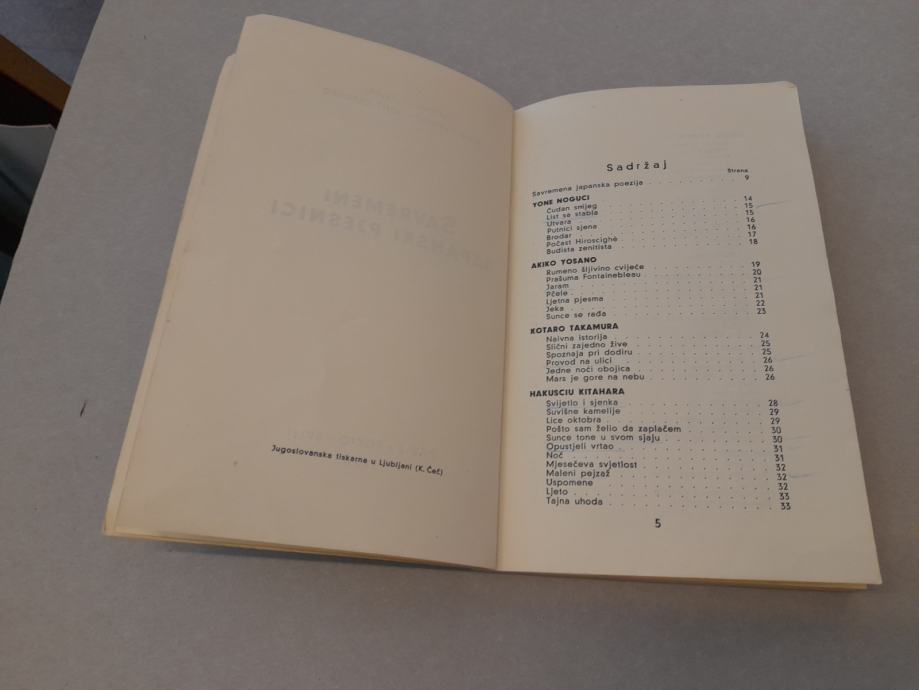 Jugoslovanska tiskarna u Ljubljani (K. Čeč)
Sadržaj
Strana
Savremena japanska poezija 9
YONE NOGUCI
Čudan snijeg 14
List sa stabla 15
Utvara 15
Putnici sjena 16
Brodar 16
Počast Hiroscighè 17
Budista zenitista 18
AKIKO YOSANO
Rumeno šljivino cvijeće 19
Prašuma Fontainebleau 20
Jaram 21
Pčele 21
Ljetna pjesma 21
Jeka 22
Sunce se rađa 23
KOTARO TAKAMURA
Naivna istorija 24
Slični zajedno žive 25
Spoznaja pri dodiru 25
Provod na ulici 26
Jedne noći obojica 26
Mars je gore na nebu 26
HAKUSCIU KITAHARA
Svijetlo i sjenka 28
Suvišne kamelije 29
Lice oktobra 29
Pošto sam želio da zaplačem 30
Sunce tone u svom sjaju 30
Opustjeli vrtao 31
Noć 31
Mjesečeva svjetlost 32
Maleni pejzaž 32
Uspomene 32
Ljeto 33
Tajna uhoda 33
5